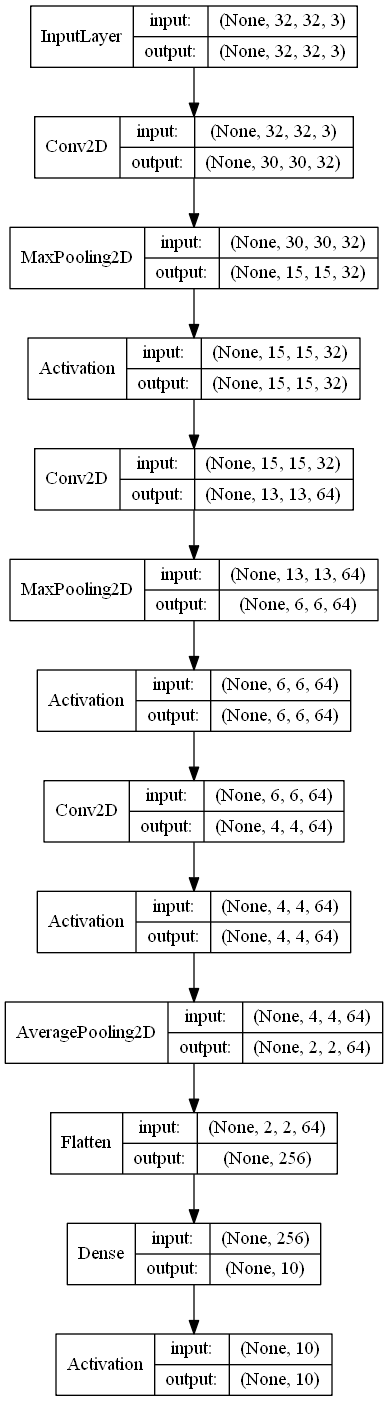 InputLayer
input: (None, 32, 32, 3)
output: (None, 32, 32, 3)
Conv2D
input: (None, 32, 32, 3)
output: (None, 30, 30, 32)
MaxPooling2D
input: (None, 30, 30, 32)
output: (None, 15, 15, 32)
Activation
input: (None, 15, 15, 32)
output: (None, 15, 15, 32)
Conv2D
input: (None, 15, 15, 32)
output: (None, 13, 13, 64)
MaxPooling2D
input: (None, 13, 13, 64)
output: (None, 6, 6, 64)
Activation
input: (None, 6, 6, 64)
output: (None, 6, 6, 64)
Conv2D
input: (None, 6, 6, 64)
output: (None, 4, 4, 64)
Activation
input: (None, 4, 4, 64)
output: (None, 4, 4, 64)
AveragePooling2D
input: (None, 4, 4, 64)
output: (None, 2, 2, 64)
Flatten
input: (None, 2, 2, 64)
output: (None, 256)
Dense
input: (None, 256)
output: (None, 10)
Activation
input: (None, 10)
output: (None, 10)